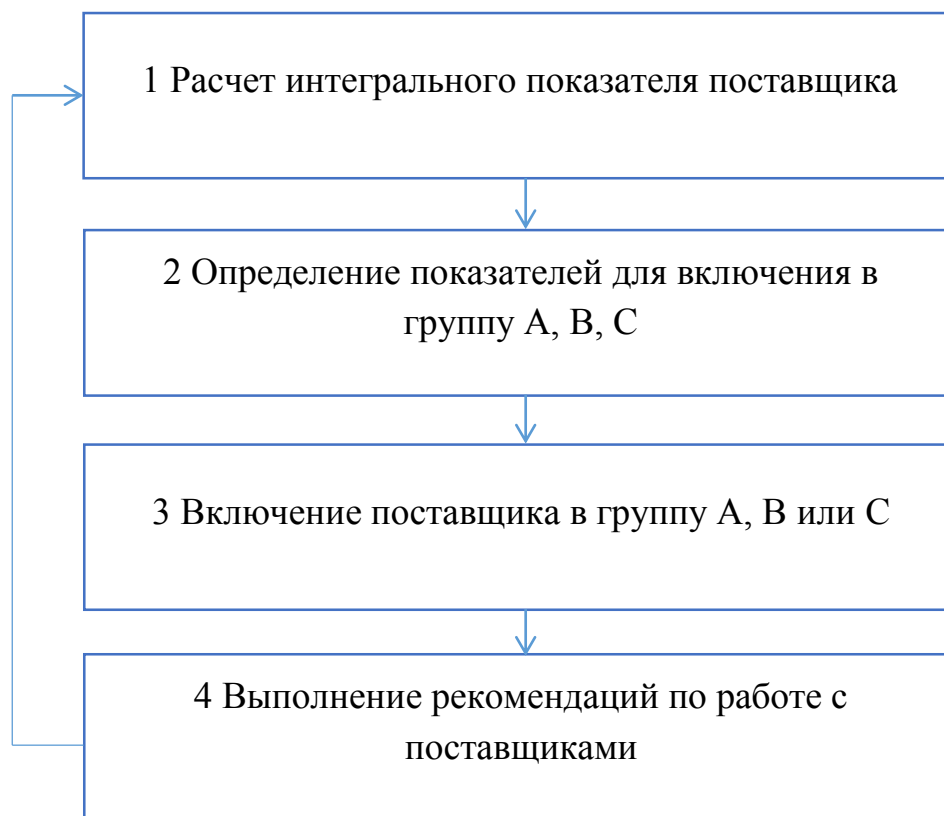 1 Расчет интегрального показателя поставщика
2 Определение показателей для включения в
группу А, В, С
3 Включение поставщика в группу А, В или С
4 Выполнение рекомендаций по работе с
поставщиками